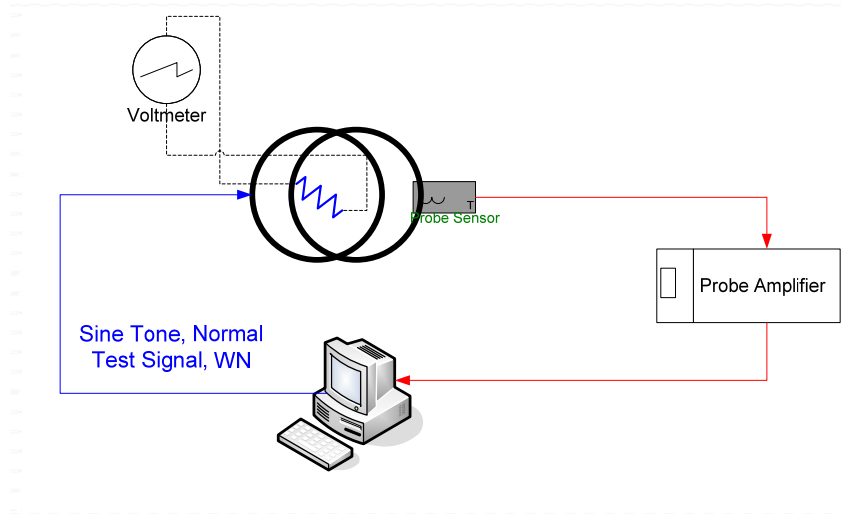 Voltmeter
T
Probe Sensor
Probe Amplifier
Sine Tone, Normal
Test Signal, WN